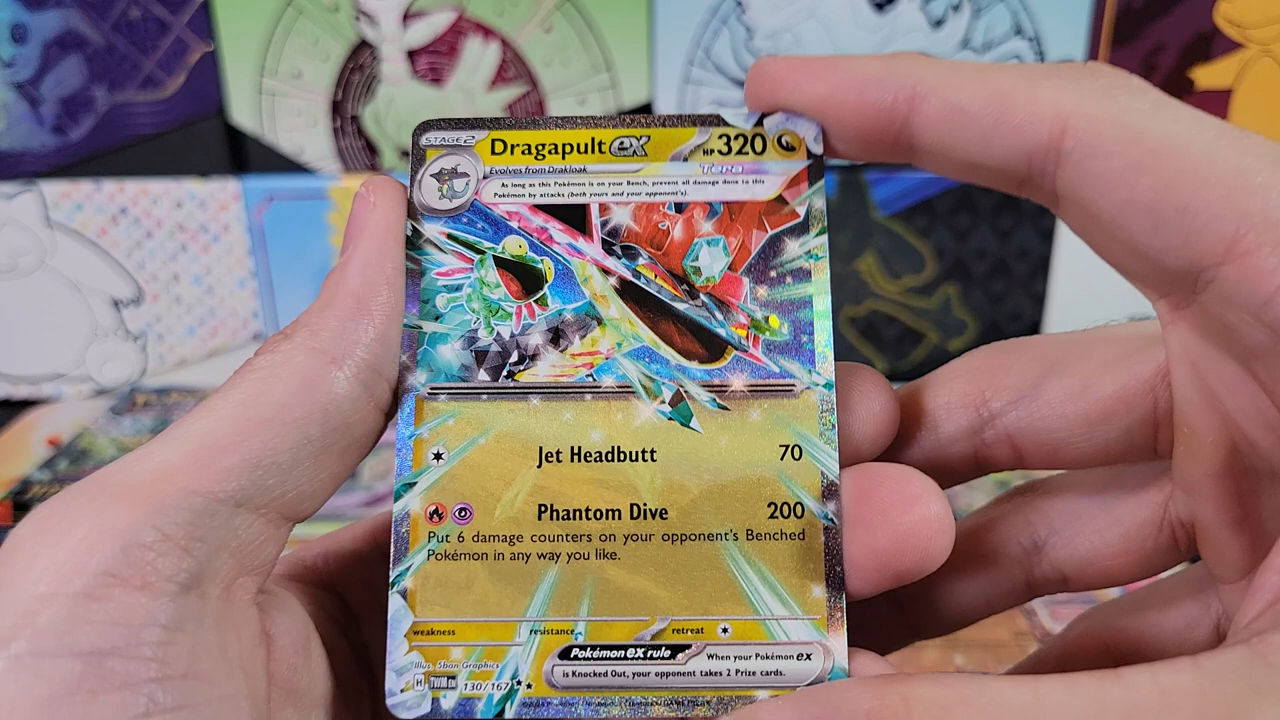 STAGE 2 Dragapult ex HP 320
Evolves from Drakloak Tera
As long as this Pokémon is on your Bench, prevent all damage done to this
Pokémon by attacks (both yours and your opponent's).
Jet Headbutt 70
Phantom Dive 200
Put 6 damage counters on your opponent's Benched
Pokémon in any way you like.
weakness resistance retreat
Pokémon ex rule When your Pokémon ex
is Knocked Out, your opponent takes 2 Prize cards.
Illus. 5ban Graphics
H TWM EN 130/167